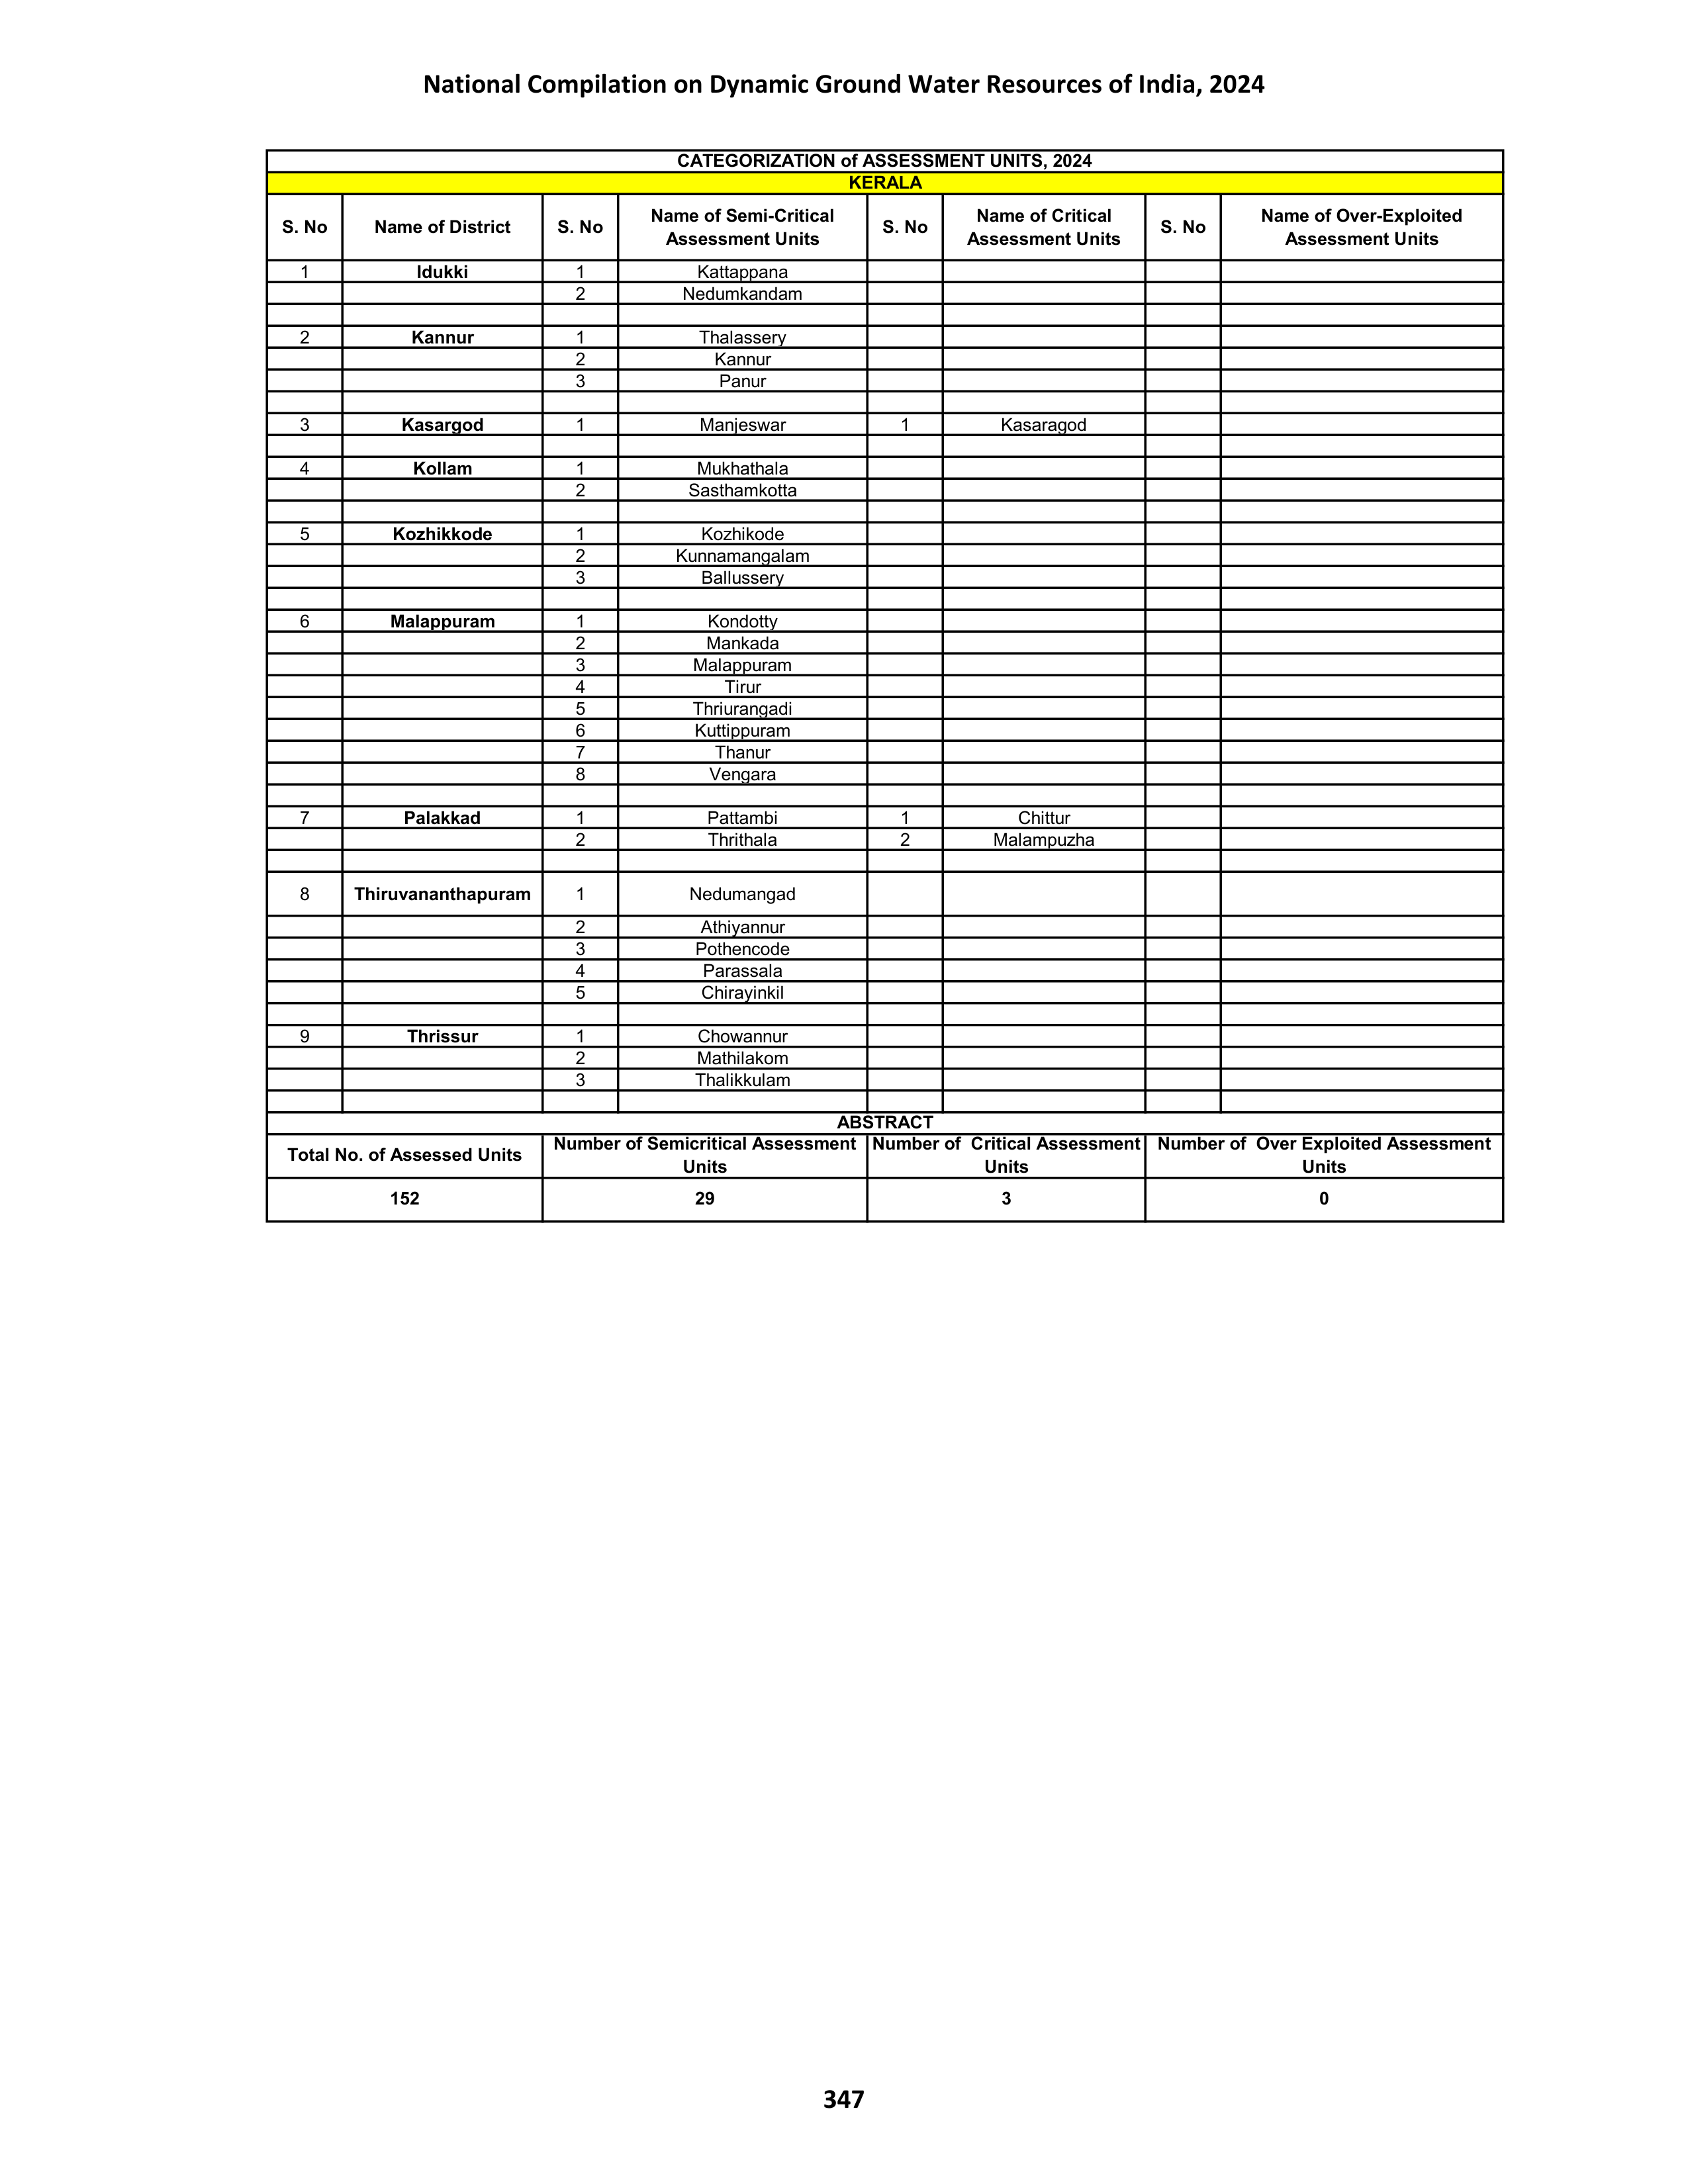 National Compilation on Dynamic Ground Water Resources of India, 2024
CATEGORIZATION of ASSESSMENT UNITS, 2024
KERALA
S. No Name of District S. No Name of Semi-Critical Assessment Units S. No Name of Critical Assessment Units S. No Name of Over-Exploited Assessment Units
1 Idukki 1 Kattappana
2 Nedumkandam
2 Kannur 1 Thalassery
2 Kannur
3 Panur
3 Kasargod 1 Manjeswar 1 Kasaragod
4 Kollam 1 Mukhathala
2 Sasthamkotta
5 Kozhikkode 1 Kozhikode
2 Kunnamangalam
3 Ballussery
6 Malappuram 1 Kondotty
2 Mankada
3 Malappuram
4 Tirur
5 Thriurangadi
6 Kuttippuram
7 Thanur
8 Vengara
7 Palakkad 1 Pattambi 1 Chittur
2 Thrithala 2 Malampuzha
8 Thiruvananthapuram 1 Nedumangad
2 Athiyannur
3 Pothencode
4 Parassala
5 Chirayinkil
9 Thrissur 1 Chowannur
2 Mathilakom
3 Thalikkulam
ABSTRACT
Total No. of Assessed Units Number of Semicritical Assessment Units Number of Critical Assessment Units Number of Over Exploited Assessment Units
152 29 3 0
347